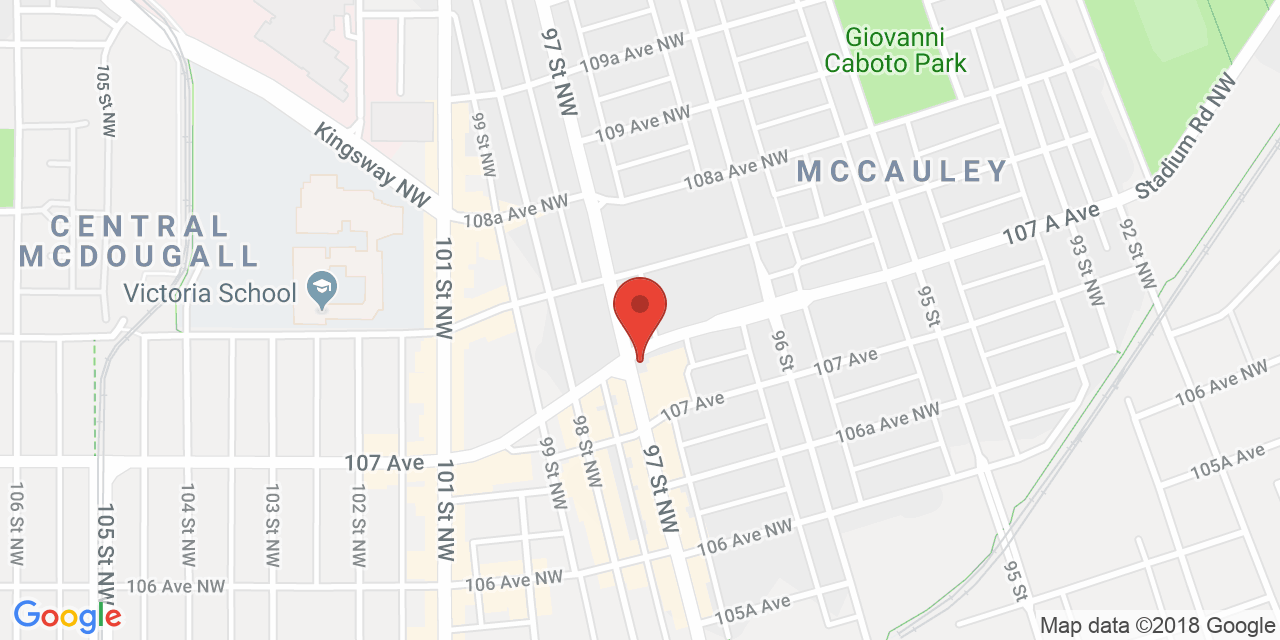 97 St NW
109a Ave NW
Giovanni
Caboto Park
105 St NW
99 St NW
109 Ave NW
Kingsway NW
108a Ave NW
MCCAULEY
Stadium Rd NW
108a Ave NW
CENTRAL
MCDOUGALL
107 A Ave
92 St NW
93 St NW
Victoria School
101 St NW
95 St
96 St
107 Ave
107 Ave
106 Ave NW
106a Ave NW
98 St NW
99 St NW
107 Ave
97 St NW
105A Ave
106 St NW
105 St NW
104 St NW
103 St NW
102 St NW
101 St NW
106 Ave NW
106 Ave NW
106 Ave NW
95 St
105A Ave
Google
Map data ©2018 Google